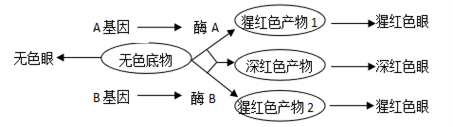 A基因 酶 A 猩红色产物 1 猩红色眼
无色眼 无色底物 深红色产物 深红色眼
B基因 酶 B 猩红色产物 2 猩红色眼